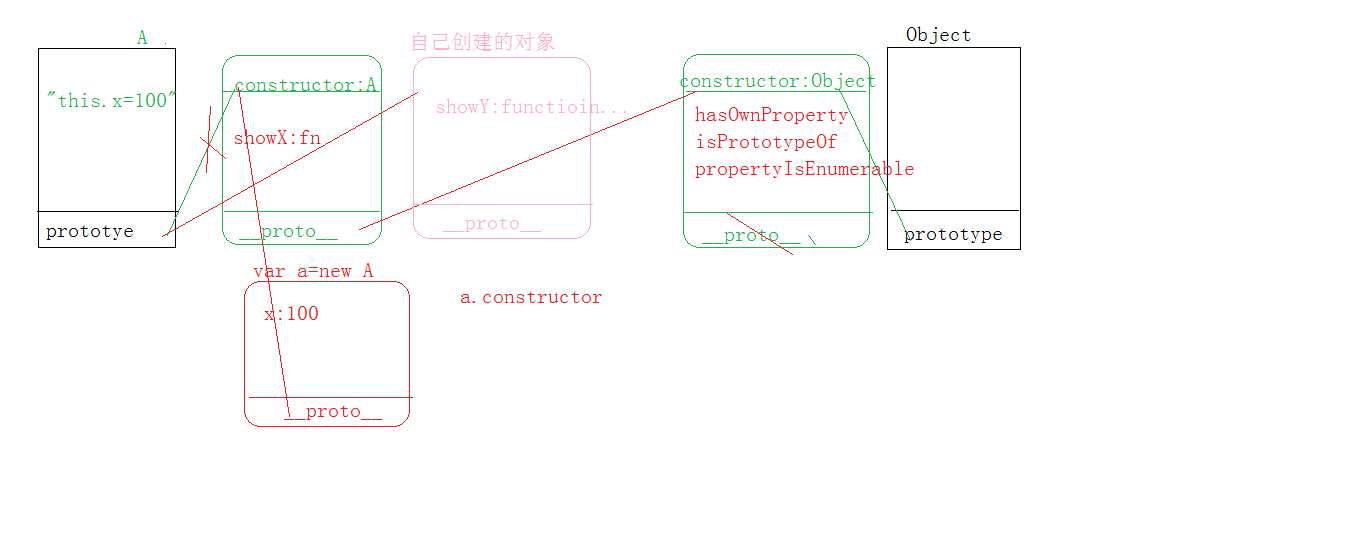 A
"this.x=100"
prototye
constructor:A
showX:fn
__proto__
自己创建的对象
showY:functioin...
__proto__
constructor:Object
hasOwnProperty
isPrototypeOf
propertyIsEnumerable
__proto__
Object
prototype
var a=new A
x:100
__proto__
a.constructor